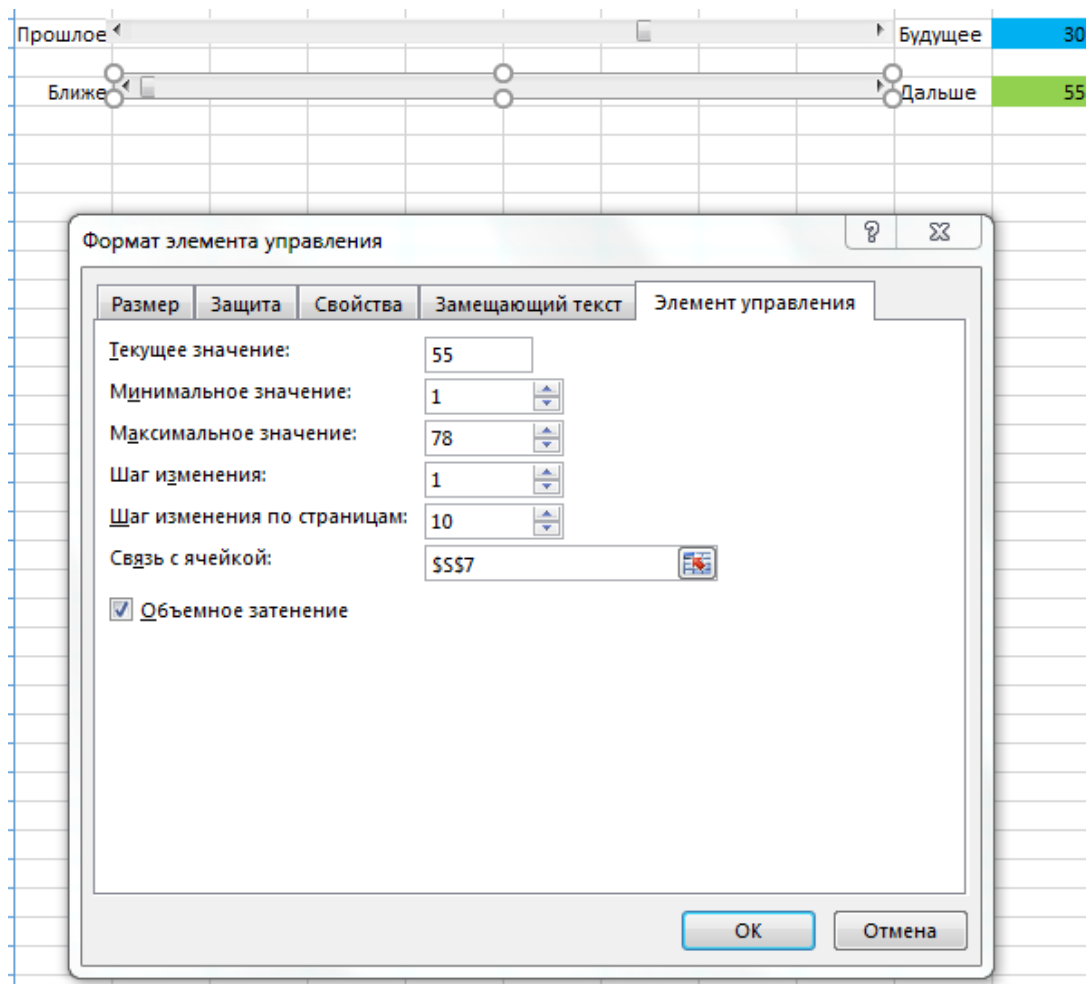 Прошлое Будущее 30
Ближе Дальше 55
Формат элемента управления
Размер Защита Свойства Замещающий текст Элемент управления
Текущее значение: 55
Минимальное значение: 1
Максимальное значение: 78
Шаг изменения: 1
Шаг изменения по страницам: 10
Связь с ячейкой: $S$7
Объемное затенение
ОК Отмена